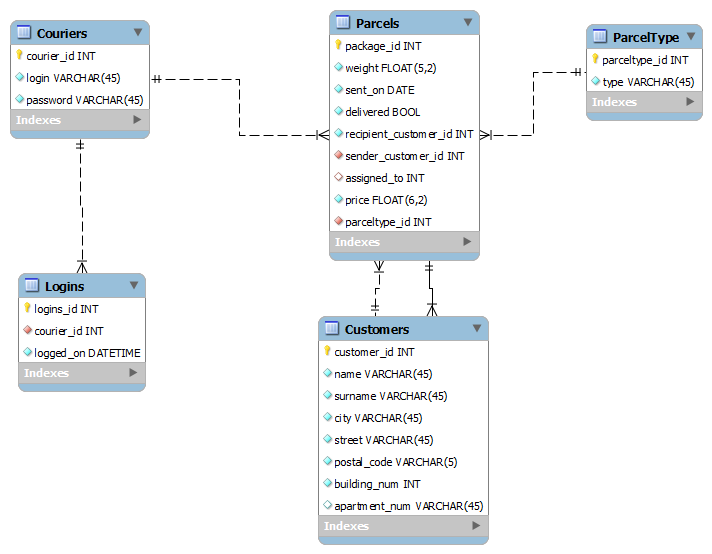 Couriers
courier_id INT
login VARCHAR(45)
password VARCHAR(45)
Indexes
Parcels
package_id INT
weight FLOAT(5,2)
sent_on DATE
delivered BOOL
recipient_customer_id INT
sender_customer_id INT
assigned_to INT
price FLOAT(6,2)
parceltype_id INT
Indexes
ParcelType
parceltype_id INT
type VARCHAR(45)
Indexes
Logins
logins_id INT
courier_id INT
logged_on DATETIME
Indexes
Customers
customer_id INT
name VARCHAR(45)
surname VARCHAR(45)
city VARCHAR(45)
street VARCHAR(45)
postal_code VARCHAR(5)
building_num INT
apartment_num VARCHAR(45)
Indexes